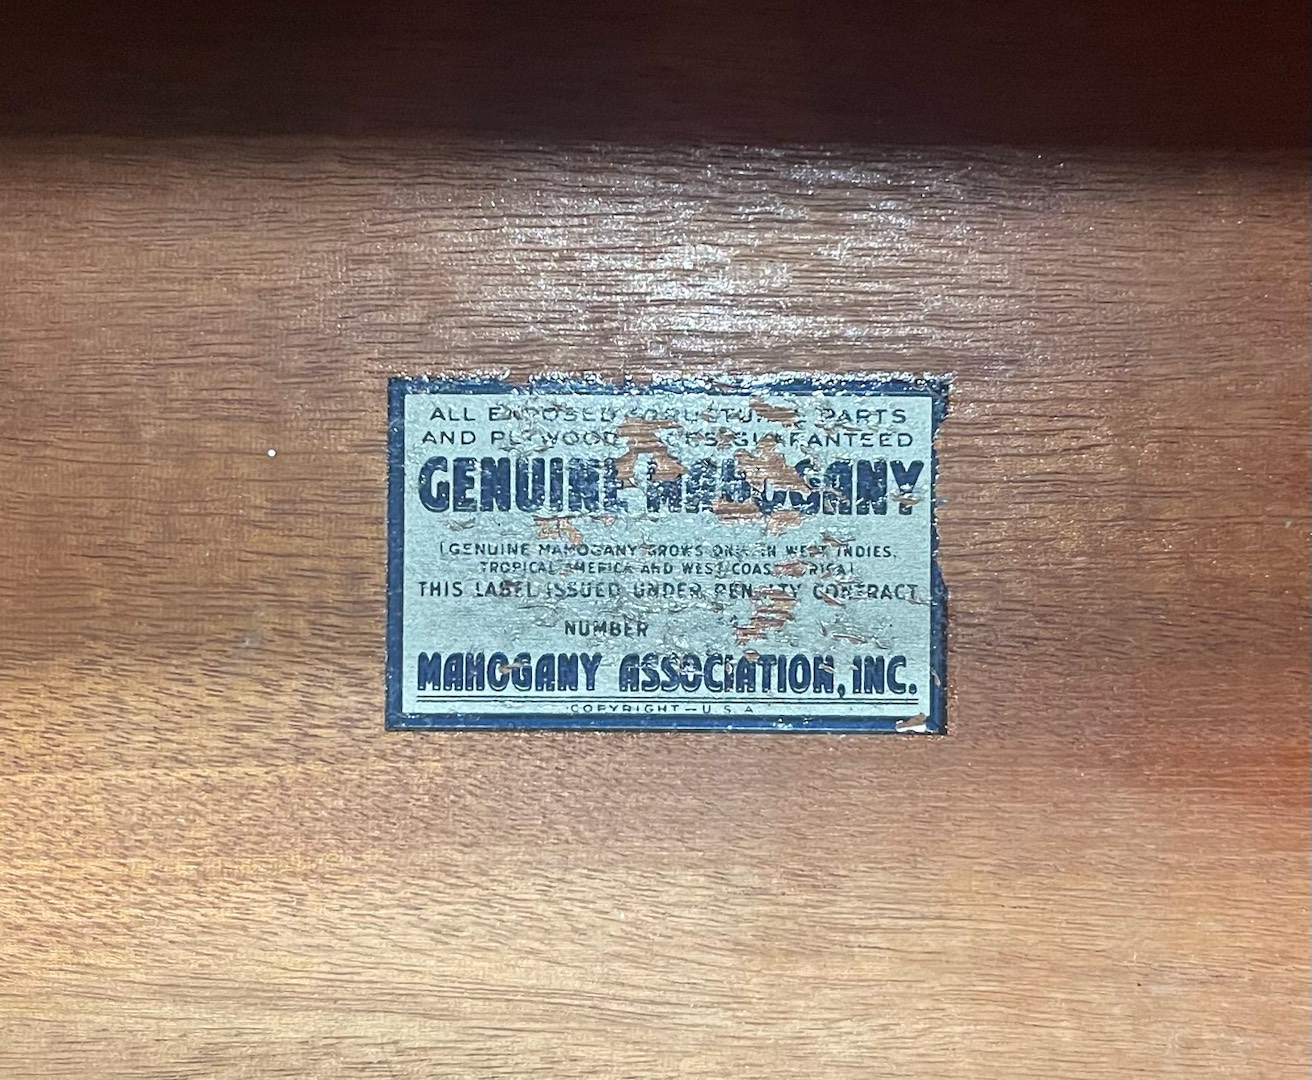 ALL EXPOSED STRUCTURAL PARTS
AND PLYWOOD FACES GUARANTEED
GENUINE MAHOGANY
(GENUINE MAHOGANY GROWS ONLY IN WEST INDIES,
TROPICAL AMERICA AND WEST COAST AFRICA)
THIS LABEL ISSUED UNDER PENALTY CONTRACT
NUMBER
MAHOGANY ASSOCIATION, INC.
COPYRIGHT—U.S.A